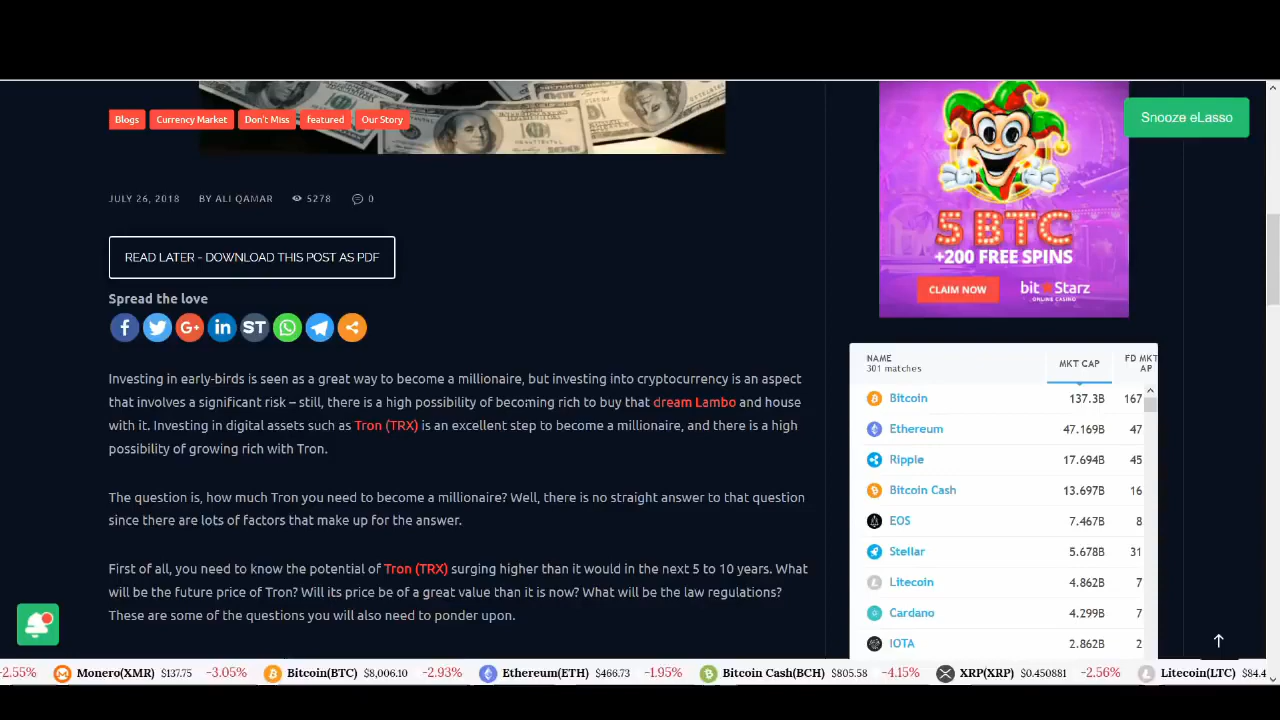 Blogs
Currency Market
Don't Miss
featured
Our Story
JULY 26, 2018 BY ALI QAMAR 5278 0
READ LATER - DOWNLOAD THIS POST AS PDF
Spread the love
ST
Investing in early-birds is seen as a great way to become a millionaire, but investing into cryptocurrency is an aspect
that involves a significant risk – still, there is a high possibility of becoming rich to buy that dream Lambo and house
with it. Investing in digital assets such as Tron (TRX) is an excellent step to become a millionaire, and there is a high
possibility of growing rich with Tron.
The question is, how much Tron you need to become a millionaire? Well, there is no straight answer to that question
since there are lots of factors that make up for the answer.
First of all, you need to know the potential of Tron (TRX) surging higher than it would in the next 5 to 10 years. What
will be the future price of Tron? Will its price be of a great value than it is now? What will be the law regulations?
These are some of the questions you will also need to ponder upon.
Snooze eLasso
5 BTC
+200 FREE SPINS
CLAIM NOW
bitStarz
ONLINE CASINO
NAME MKT CAP FD MKT
301 matches AP
Bitcoin 137.3B 167
Ethereum 47.169B 47
Ripple 17.694B 45
Bitcoin Cash 13.697B 16
EOS 7.467B 8
Stellar 5.678B 31
Litecoin 4.862B 7
Cardano 4.299B 7
IOTA 2.862B 2
-2.55% Monero(XMR) $137.75 -3.05% Bitcoin(BTC) $8,006.10 -2.93% Ethereum(ETH) $466.73 -1.95% Bitcoin Cash(BCH) $805.58 -4.15% XRP(XRP) $0.450881 -2.56% Litecoin(LTC) $84.4